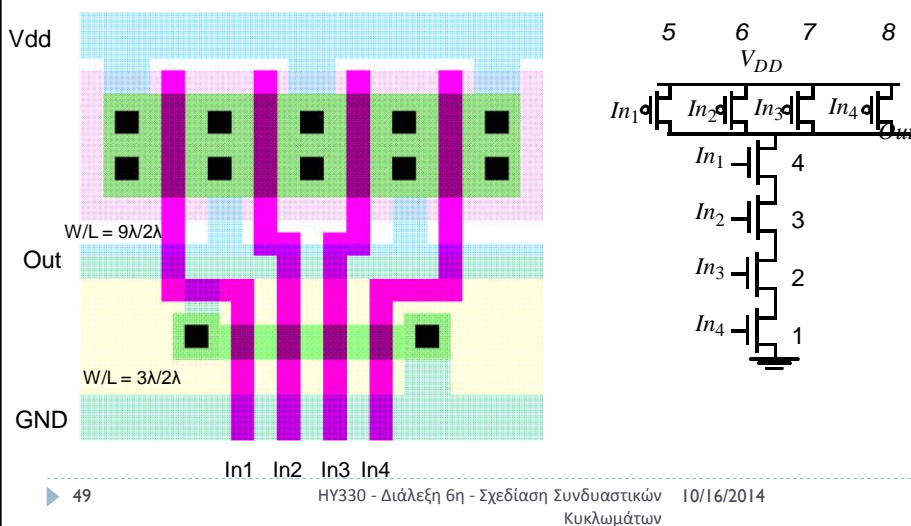 Vdd
W/L = 9λ/2λ
Out
W/L = 3λ/2λ
GND
In1 In2 In3 In4
5 6 7 8
VDD
In1 In2 In3 In4
Out
In1 4
In2 3
In3 2
In4 1
49
ΗΥ330 - Διάλεξη 6η - Σχεδίαση Συνδυαστικών
Κυκλωμάτων
10/16/2014